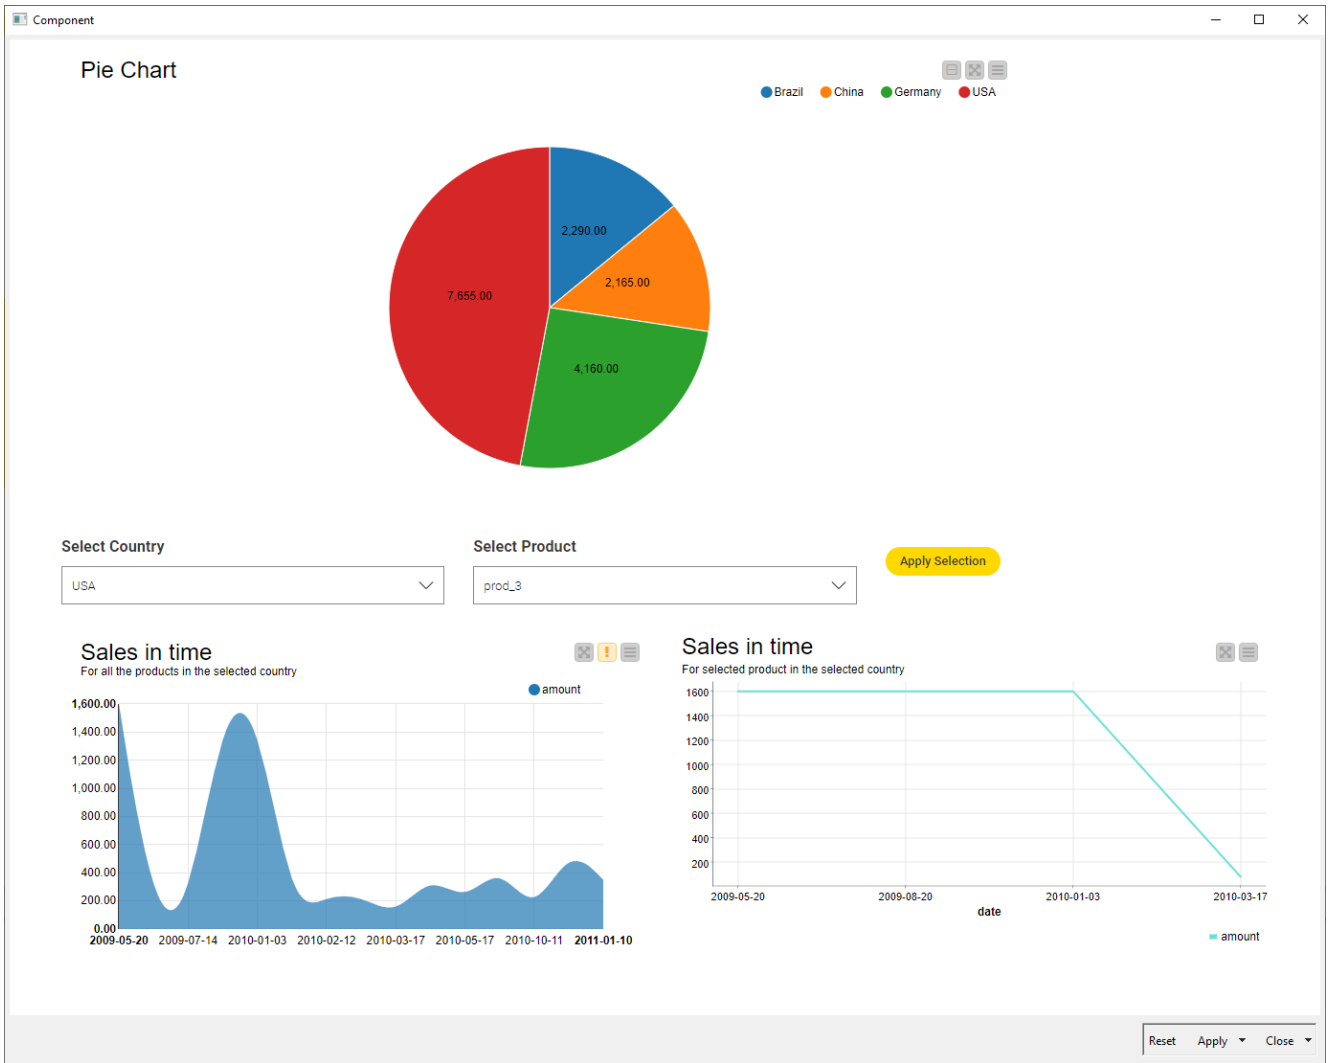 Component
Pie Chart
Brazil China Germany USA
2,290.00
2,165.00
7,655.00
4,160.00
Select Country
Select Product
Apply Selection
USA
prod_3
Sales in time
For all the products in the selected country
amount
1,600.00
1,400.00
1,200.00
1,000.00
800.00
600.00
400.00
200.00
0.00
2009-05-20 2009-07-14 2010-01-03 2010-02-12 2010-03-17 2010-05-17 2010-10-11 2011-01-10
Sales in time
For selected product in the selected country
1600
1400
1200
1000
800
600
400
200
2009-05-20 2009-08-20 2010-01-03 2010-03-17
date
amount
Reset Apply Close